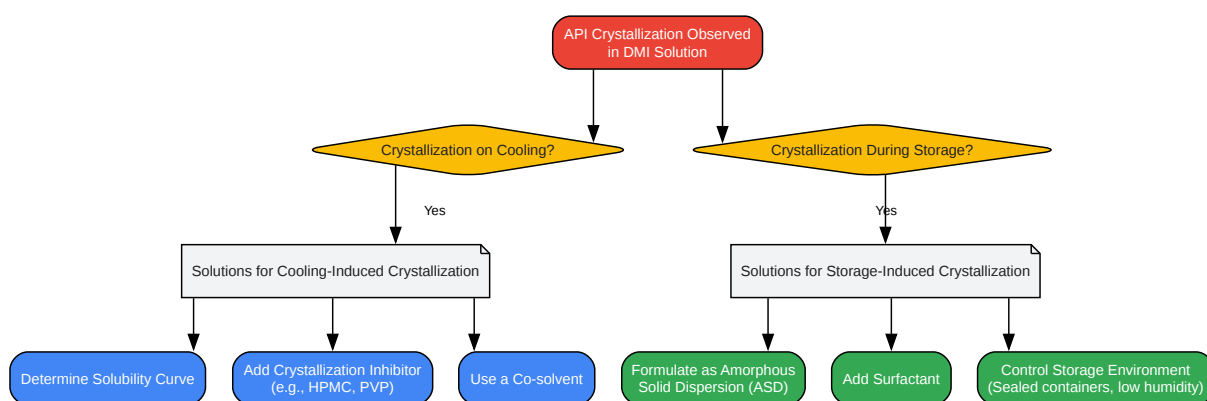 API Crystallization Observed
in DMI Solution
Crystallization on Cooling?
Crystallization During Storage?
Yes
Yes
Solutions for Cooling-Induced Crystallization
Solutions for Storage-Induced Crystallization
Determine Solubility Curve
Add Crystallization Inhibitor
(e.g., HPMC, PVP)
Use a Co-solvent
Formulate as Amorphous
Solid Dispersion (ASD)
Add Surfactant
Control Storage Environment
(Sealed containers, low humidity)